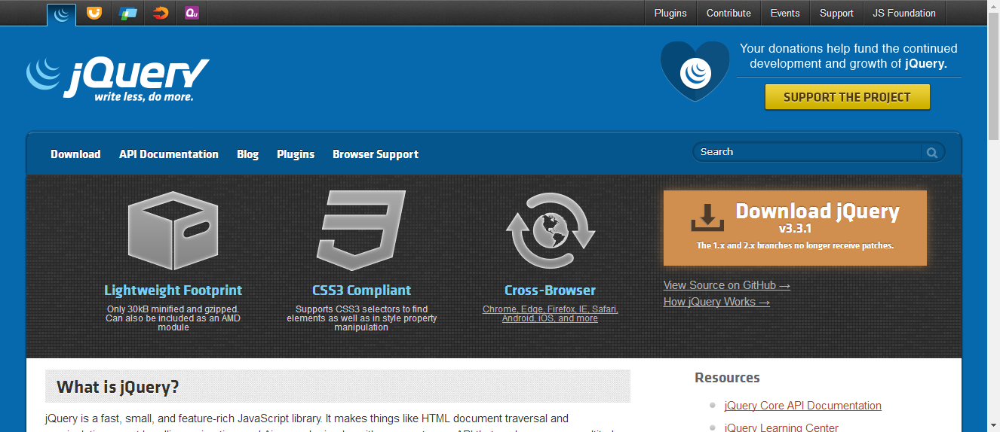 Qu
Plugins
Contribute
Events
Support
JS Foundation
jQuery
write less, do more.
Your donations help fund the continued
development and growth of jQuery.
SUPPORT THE PROJECT
Download
API Documentation
Blog
Plugins
Browser Support
Search
Lightweight Footprint
Only 30kB minified and gzipped.
Can also be included as an AMD
module
CSS3 Compliant
Supports CSS3 selectors to find
elements as well as in style property
manipulation
Cross-Browser
Chrome, Edge, Firefox, IE, Safari,
Android, iOS, and more
Download jQuery
v3.3.1
The 1.x and 2.x branches no longer receive patches.
View Source on GitHub →
How jQuery Works →
What is jQuery?
jQuery is a fast, small, and feature-rich JavaScript library. It makes things like HTML document traversal and
Resources
jQuery Core API Documentation
jQuery Learning Center